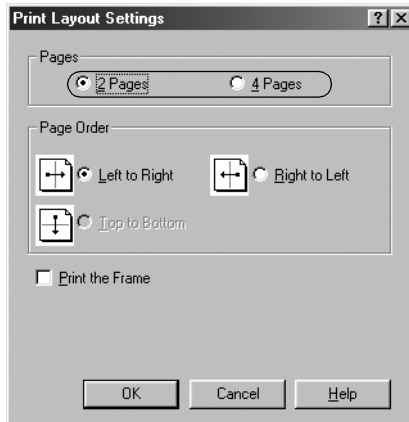 Print Layout Settings
Pages
2 Pages 4 Pages
Page Order
Left to Right Right to Left
Top to Bottom
Print the Frame
OK Cancel Help